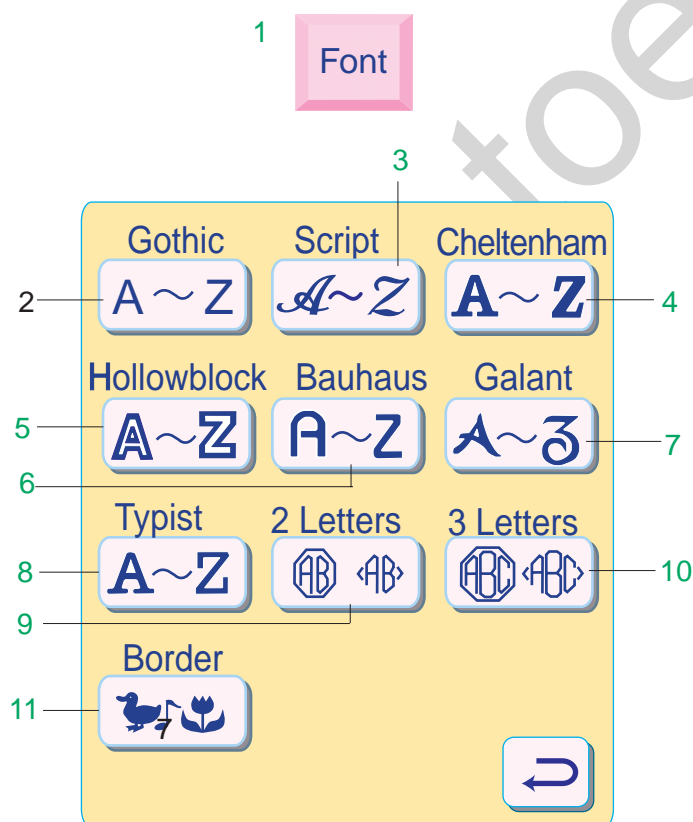 1
Font
3
Gothic Script Cheltenham
2 A ~ Z A~Z A~ Z 4
Hollowblock Bauhaus Galant
5 A~Z A~Z A~Z 7
6
Typist 2 Letters 3 Letters
8 A~Z AB <AB> ABC <ABC> 10
9
Border
11 7
toe